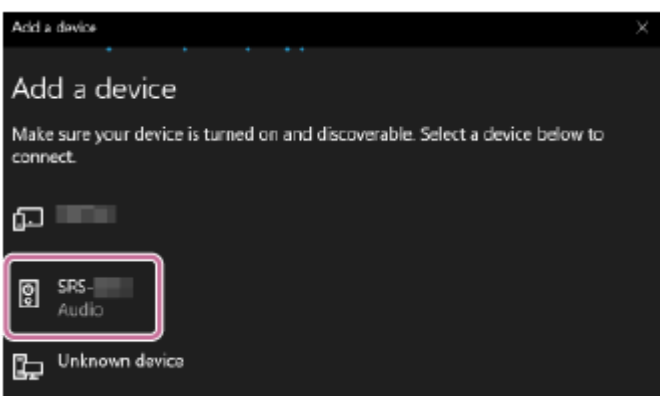 Add a device
Add a device
Make sure your device is turned on and discoverable. Select a device below to
connect.
SRS-
Audio
Unknown device